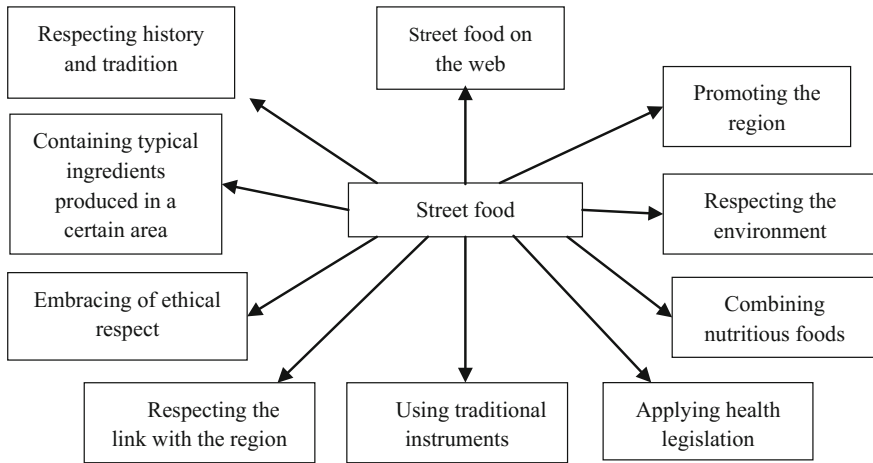 Respecting history
and tradition
Street food on
the web
Promoting the
region
Containing typical
ingredients
produced in a
certain area
Street food
Respecting the
environment
Embracing of ethical
respect
Combining
nutritious foods
Respecting the
link with the region
Using traditional
instruments
Applying health
legislation